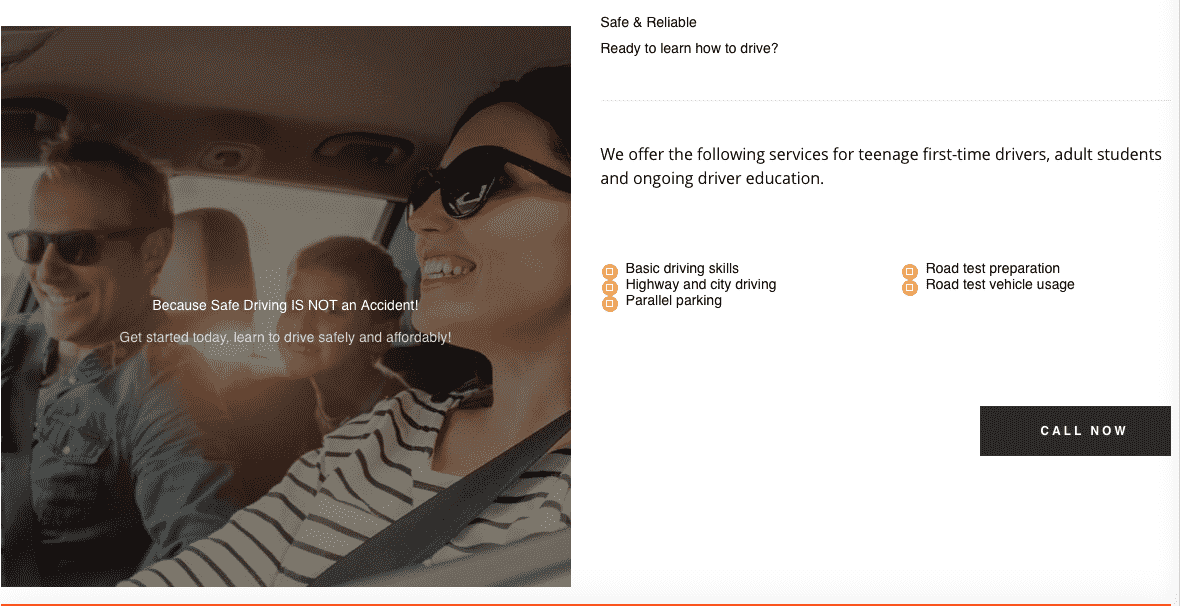 Safe & Reliable
Ready to learn how to drive?
We offer the following services for teenage first-time drivers, adult students
and ongoing driver education.
Basic driving skills
Highway and city driving
Parallel parking
Road test preparation
Road test vehicle usage
CALL NOW
Because Safe Driving IS NOT an Accident!
Get started today, learn to drive safely and affordably!